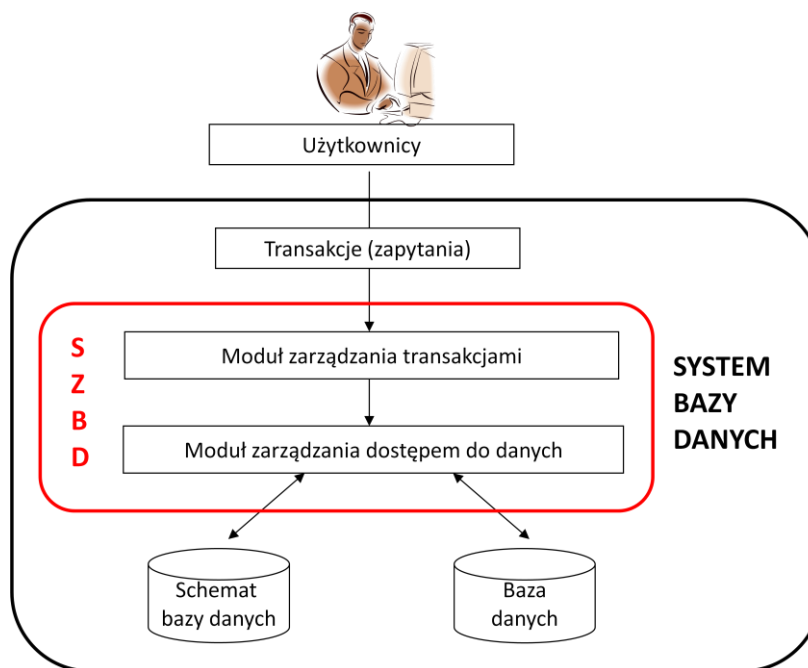 Użytkownicy
Transakcje (zapytania)
S
Z
B
D
Moduł zarządzania transakcjami
Moduł zarządzania dostępem do danych
SYSTEM
BAZY
DANYCH
Schemat
bazy danych
Baza
danych